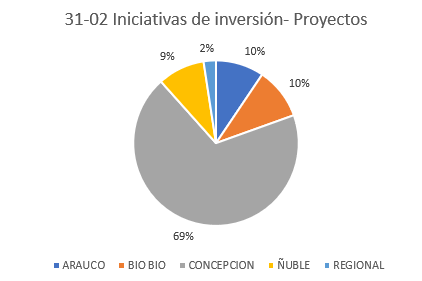 31-02 Iniciativas de inversión- Proyectos
2%
9%
10%
10%
69%
ARAUCO BIO BIO CONCEPCION ÑUBLE REGIONAL